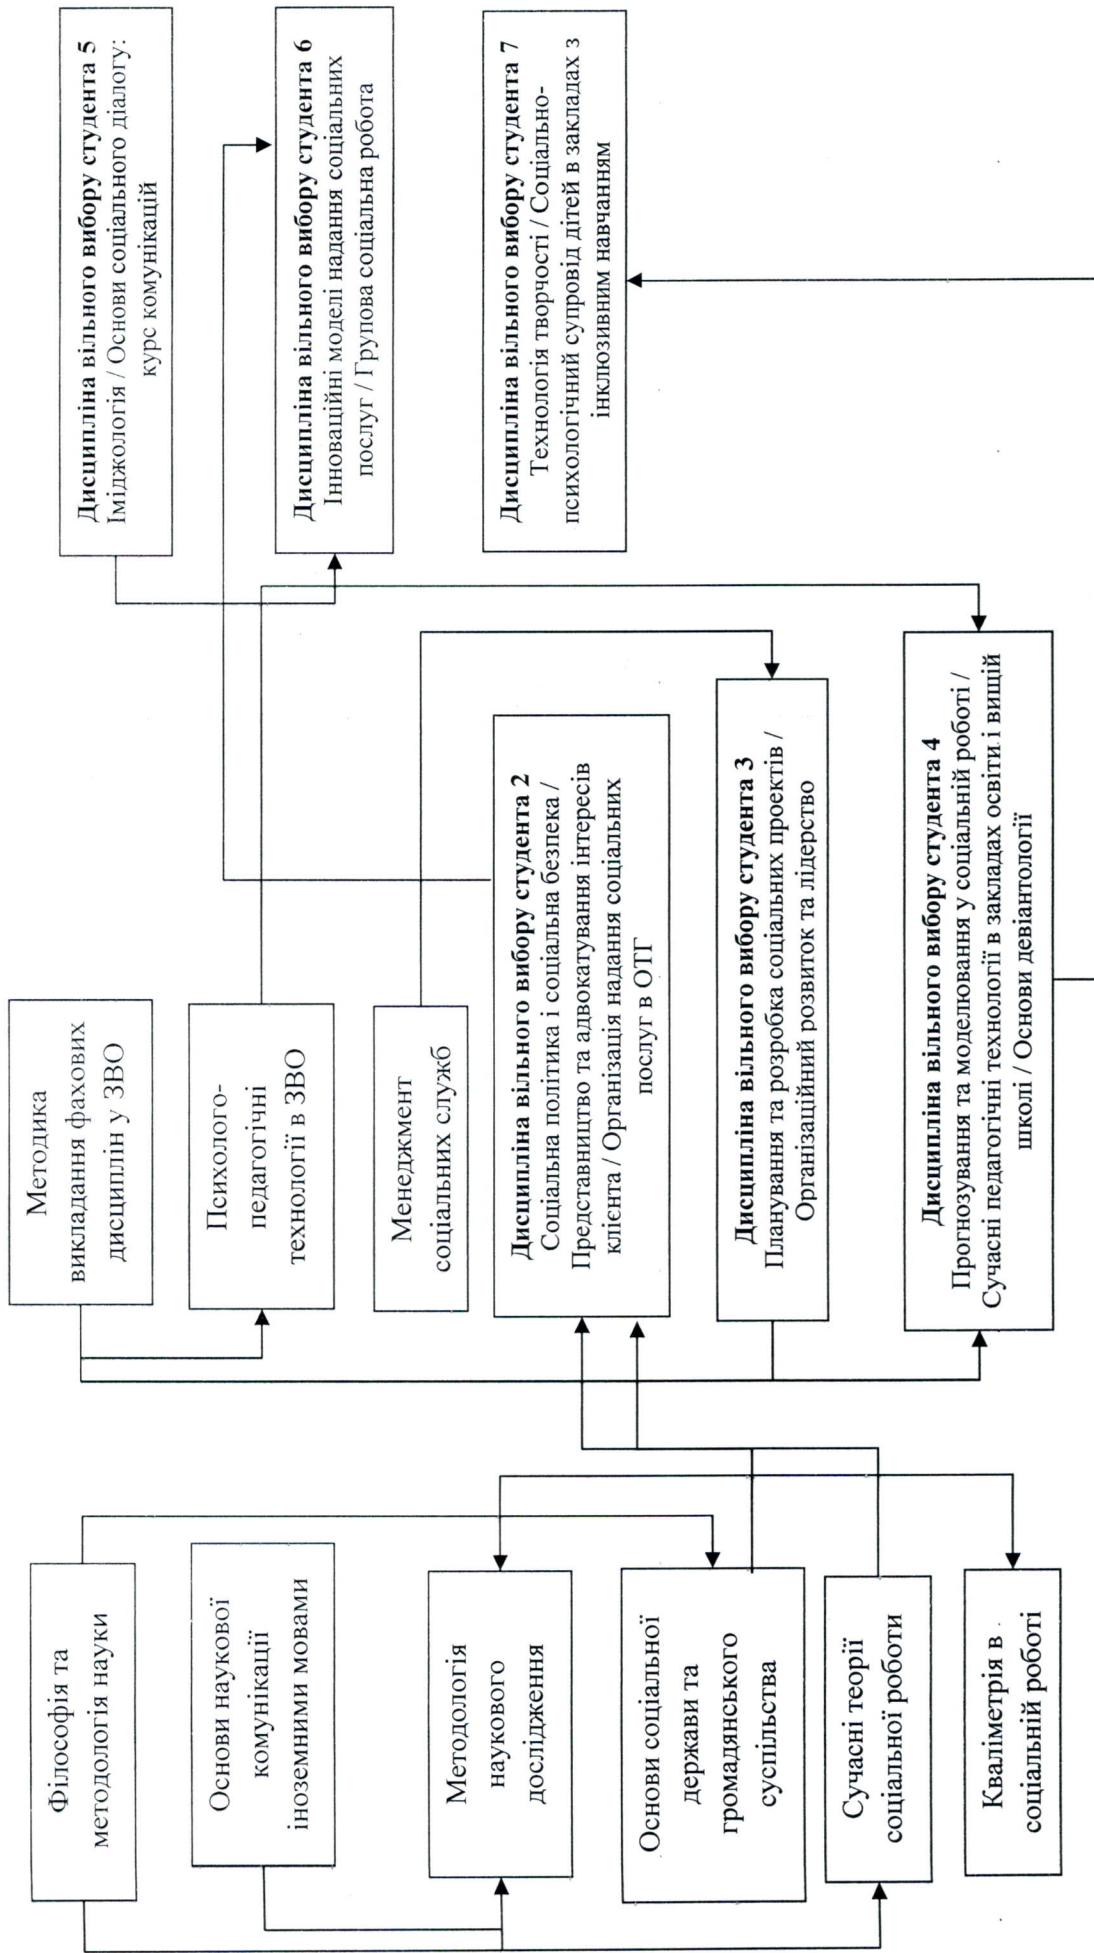 Філософія та
методологія науки
Основи наукової
комунікації
іноземними мовами
Методологія
наукового
дослідження
Основи соціальної
держави та
громадянського
суспільства
Сучасні теорії
соціальної роботи
Кваліметрія в
соціальній роботі
Методика
викладання фахових
дисциплін у ЗВО
Психолого-
педагогічні
технології в ЗВО
Менеджмент
соціальних служб
Дисципліна вільного вибору студента 2
Соціальна політика і соціальна безпека /
Представництво та адвокатування інтересів
клієнта / Організація надання соціальних
послуг в ОТГ
Дисципліна вільного вибору студента 3
Планування та розробка соціальних проектів /
Організаційний розвиток та лідерство
Дисципліна вільного вибору студента 4
Прогнозування та моделювання у соціальній роботі /
Сучасні педагогічні технології в закладах освіти і вищій
школі / Основи девіантології
Дисципліна вільного вибору студента 5
Іміджологія / Основи соціального діалогу:
курс комунікацій
Дисципліна вільного вибору студента 6
Інноваційні моделі надання соціальних
послуг / Групова соціальна робота
Дисципліна вільного вибору студента 7
Технологія творчості / Соціально-
психологічний супровід дітей в закладах з
інклюзивним навчанням